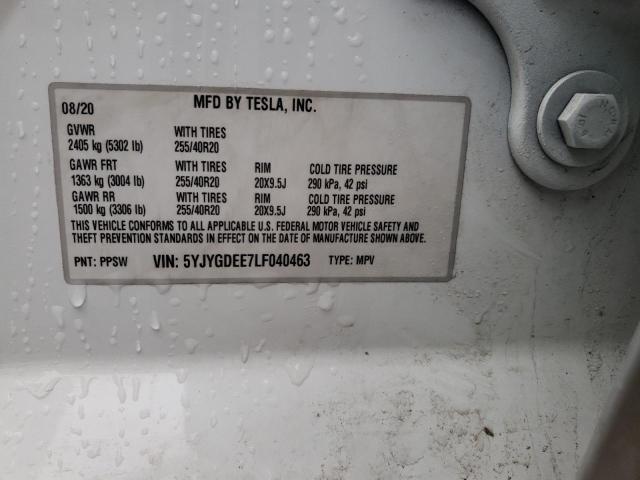 08/20 MFD BY TESLA, INC.
GVWR WITH TIRES
2405 kg (5302 lb) 255/40R20
GAWR FRT WITH TIRES RIM COLD TIRE PRESSURE
1363 kg (3004 lb) 255/40R20 20X9.5J 290 kPa, 42 psi
GAWR RR WITH TIRES RIM COLD TIRE PRESSURE
1500 kg (3306 lb) 255/40R20 20X9.5J 290 kPa, 42 psi
THIS VEHICLE CONFORMS TO ALL APPLICABLE U.S. FEDERAL MOTOR VEHICLE SAFETY AND
THEFT PREVENTION STANDARDS IN EFFECT ON THE DATE OF MANUFACTURE SHOWN ABOVE.
PNT: PPSW VIN: 5YJYGDEE7LF040463 TYPE: MPV